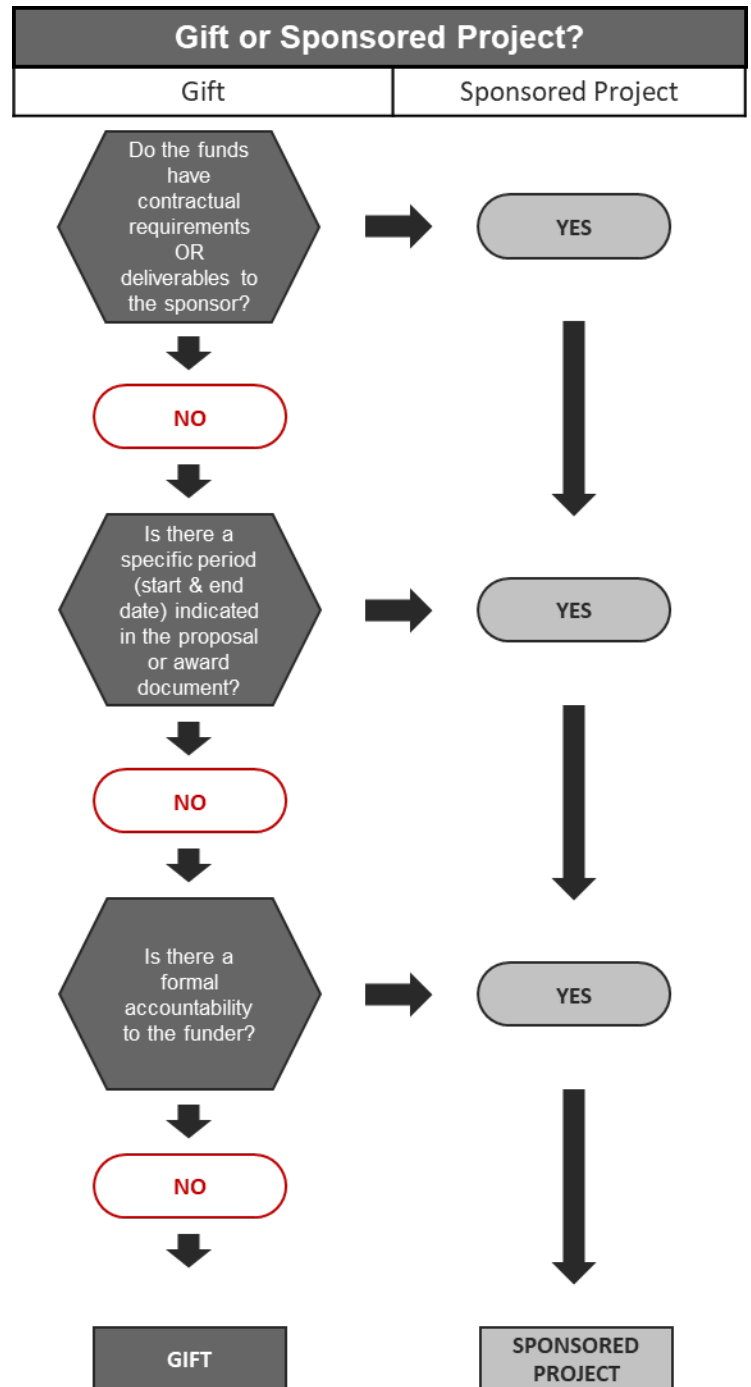 Gift or Sponsored Project?
Gift
Sponsored Project
Do the funds
have
contractual
requirements
OR
deliverables to
the sponsor?
YES
NO
Is there a
specific period
(start & end
date) indicated
in the proposal
or award
document?
YES
NO
Is there a
formal
accountability
to the funder?
YES
NO
GIFT
SPONSORED
PROJECT